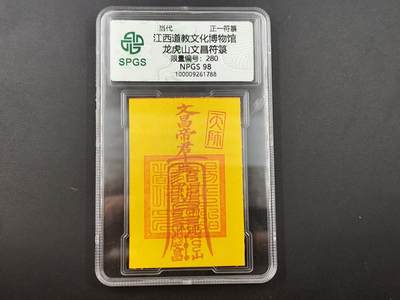 当代
正一符箓
江西道教文化博物馆
龙虎山文昌符箓
限量编号：280
NPGS 98
100009261788
SPGS
文昌帝君
天师